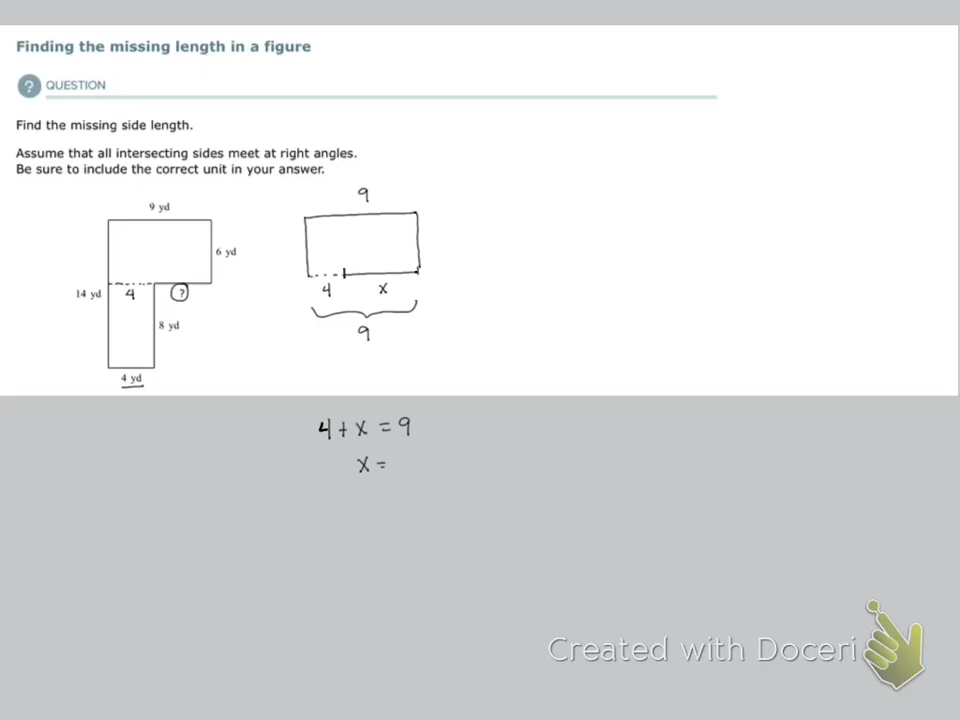 Finding the missing length in a figure
? QUESTION
Find the missing side length.
Assume that all intersecting sides meet at right angles.
Be sure to include the correct unit in your answer.
9 yd
6 yd
14 yd
4
?
8 yd
4 yd
9
4 x
9
4 + x = 9
x =
Created with Doceri